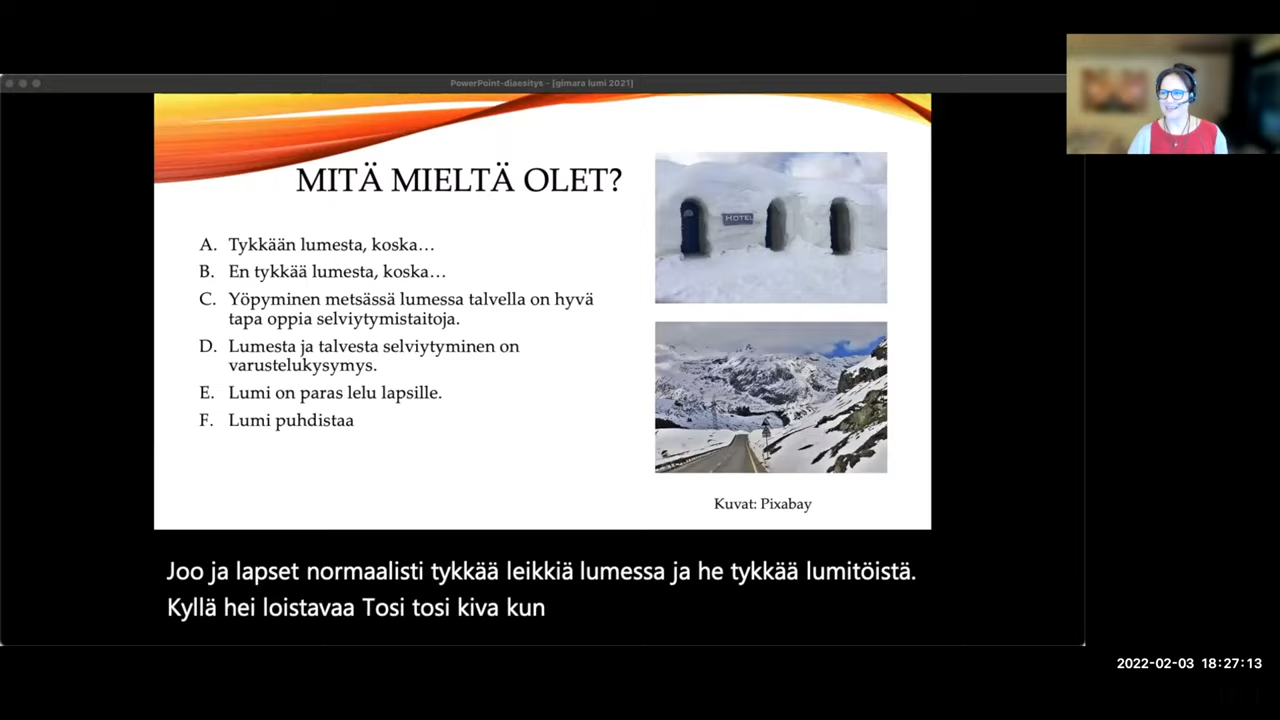 PowerPoint-diaesitys - [gimara lumi 2021]
MITÄ MIELTÄ OLET?
A. Tykkään lumesta, koska…
B. En tykkää lumesta, koska…
C. Yöpyminen metsässä lumessa talvella on hyvä
tapa oppia selviytymistaitoja.
D. Lumesta ja talvesta selviytyminen on
varustelukysymys.
E. Lumi on paras lelu lapsille.
F. Lumi puhdistaa
HOTEL
Kuvat: Pixabay
Joo ja lapset normaalisti tykkää leikkiä lumessa ja he tykkää lumitöistä.
Kyllä hei loistavaa Tosi tosi kiva kun
2022-02-03 18:27:13